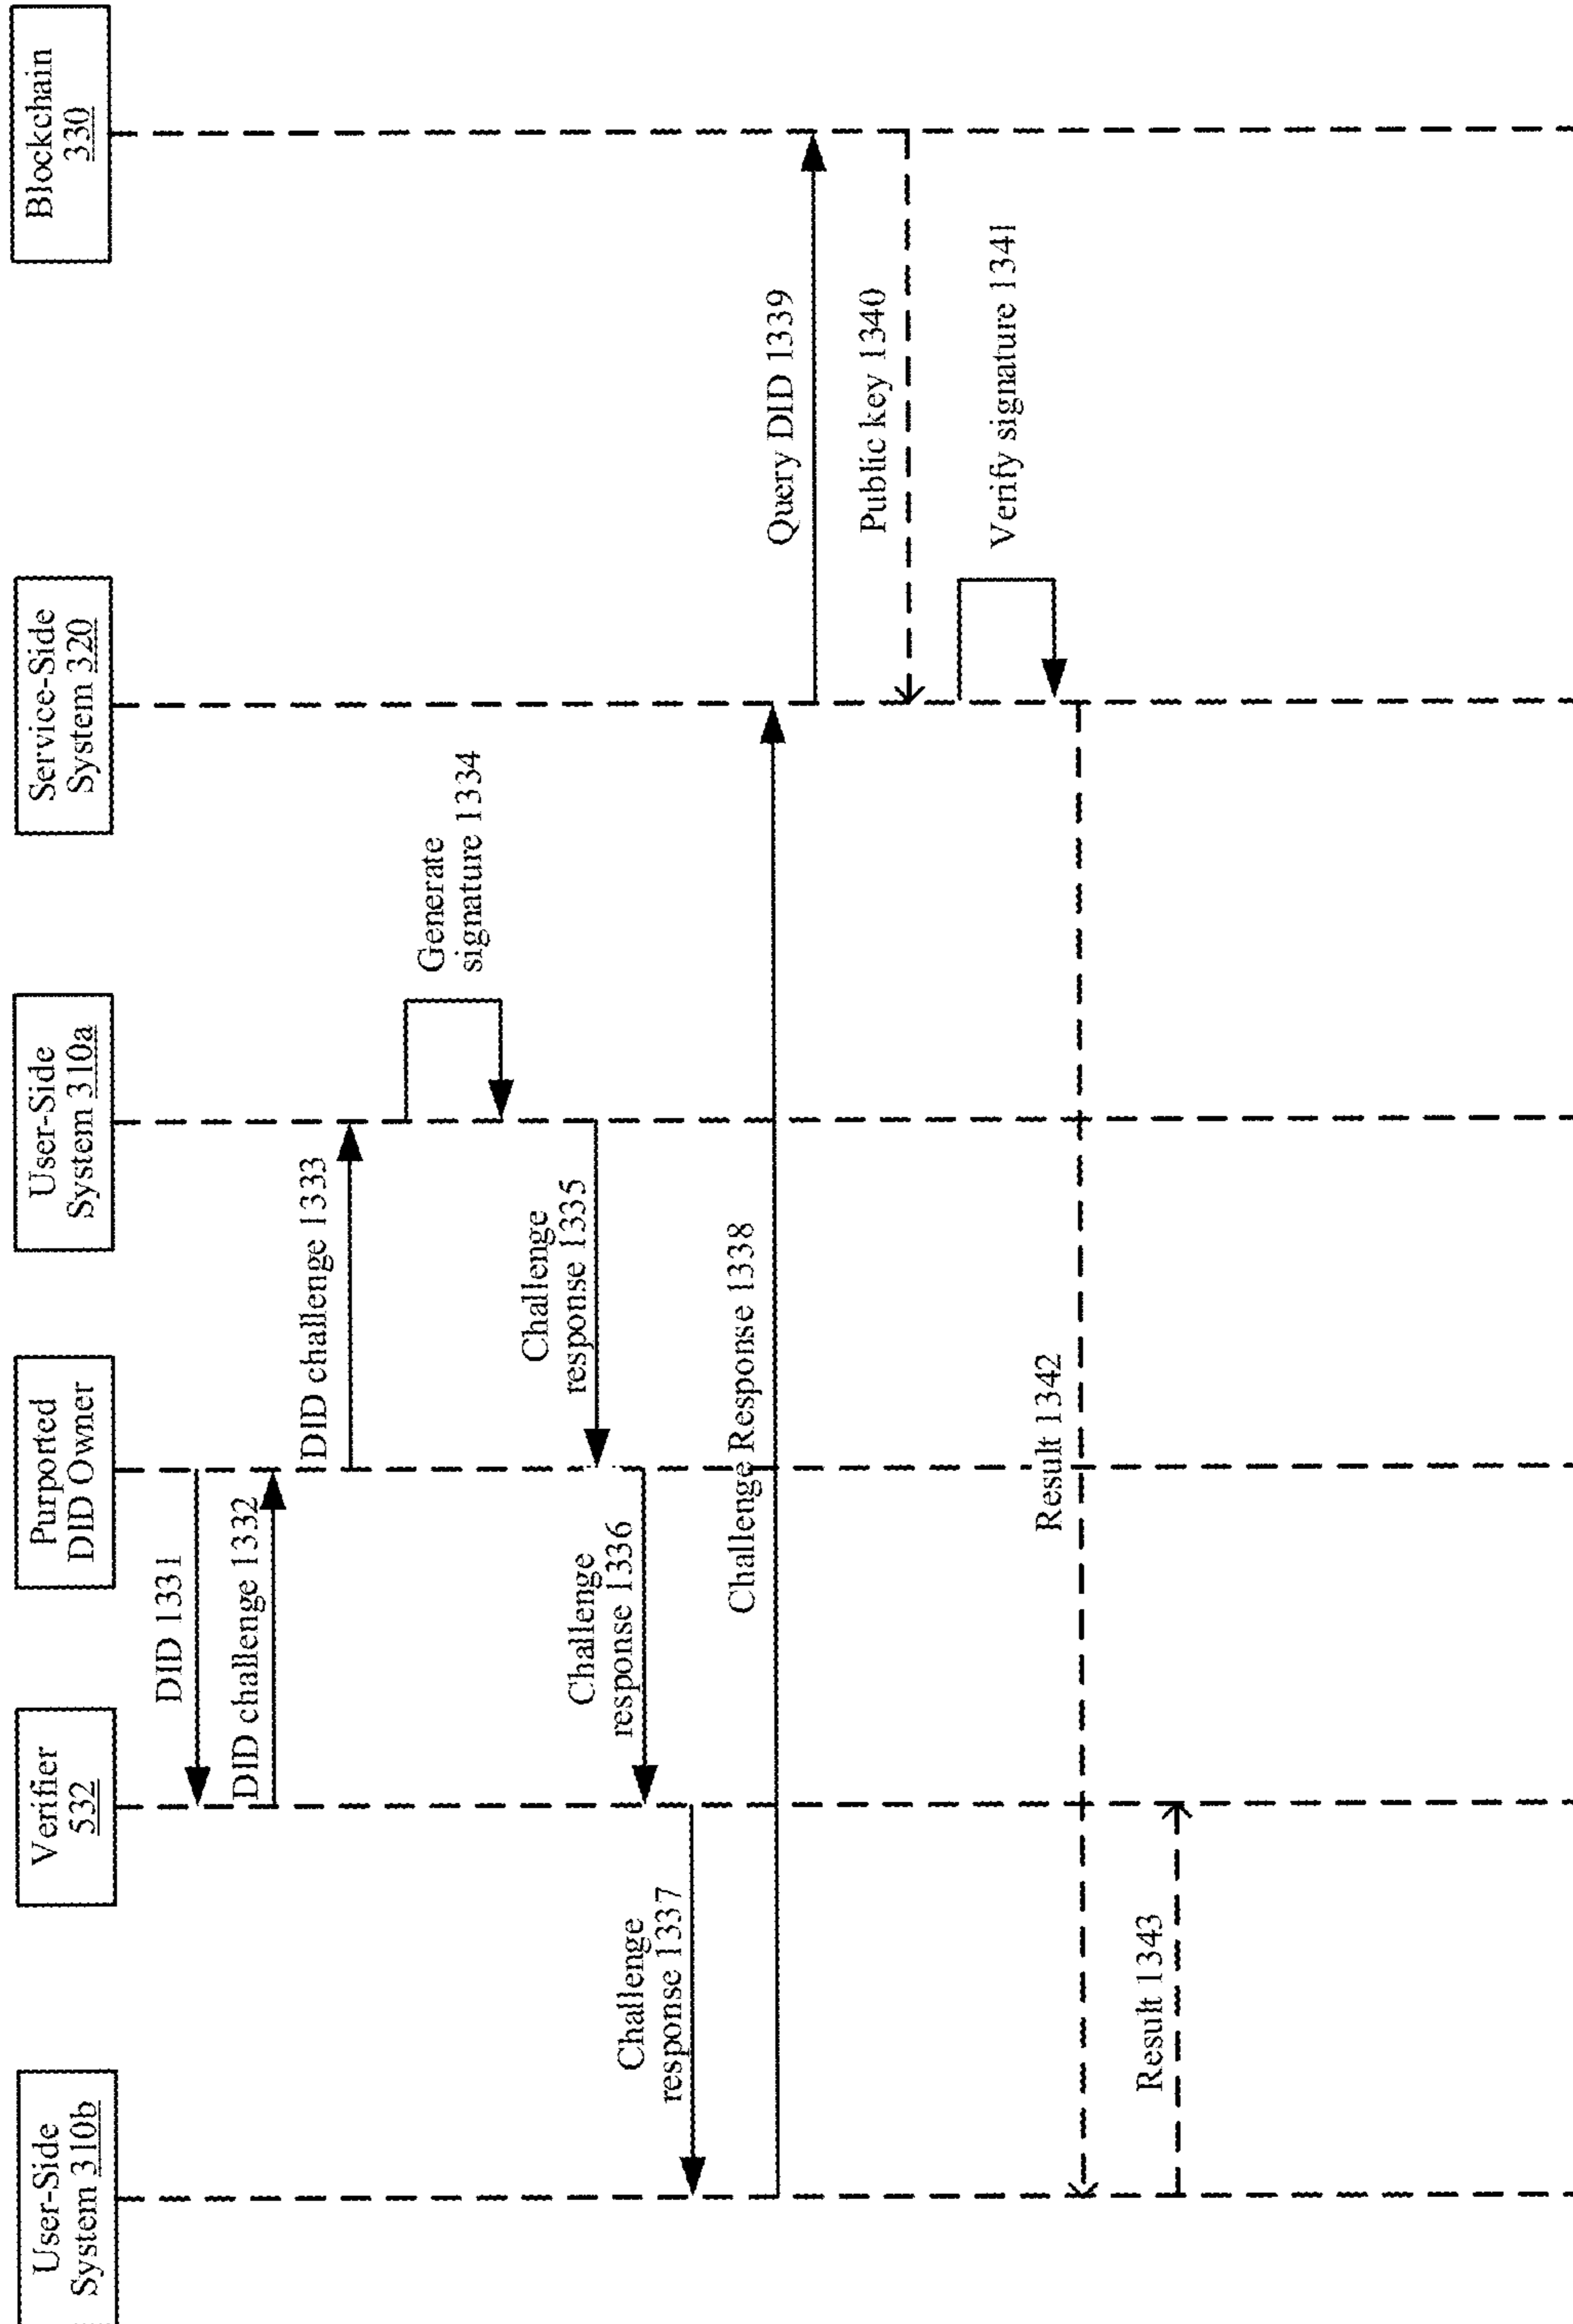 User-Side
System 310b
Verifier
532
Purported
DID Owner
User-Side
System 310a
Service-Side
System 320
Blockchain
330
DID 1331
DID challenge 1332
DID challenge 1333
Generate
signature 1334
Challenge
response 1335
Challenge
response 1336
Challenge
response 1337
Challenge Response 1338
Query DID 1339
Public key 1340
Verify signature 1341
Result 1342
Result 1343